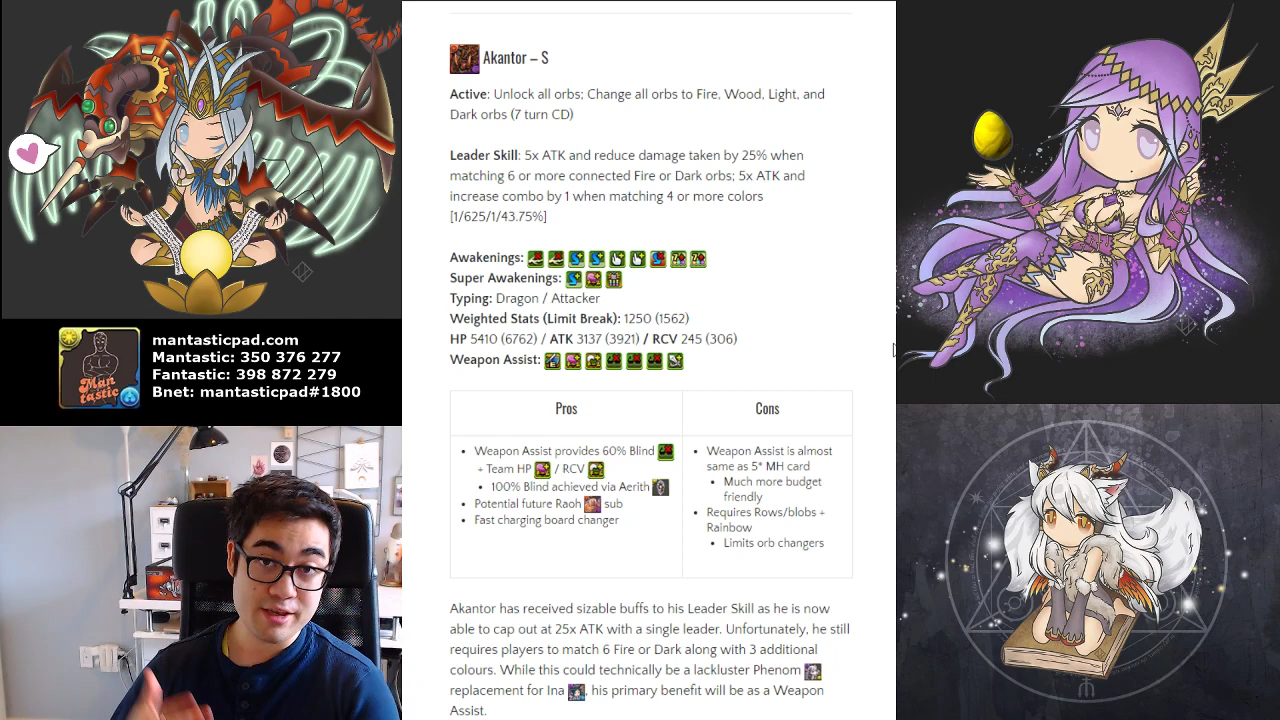 Akantor – S
Active: Unlock all orbs; Change all orbs to Fire, Wood, Light, and
Dark orbs (7 turn CD)
Leader Skill: 5x ATK and reduce damage taken by 25% when
matching 6 or more connected Fire or Dark orbs; 5x ATK and
increase combo by 1 when matching 4 or more colors
[1/625/1/43.75%]
Awakenings:
Super Awakenings:
Typing: Dragon / Attacker
Weighted Stats (Limit Break): 1250 (1562)
HP 5410 (6762) / ATK 3137 (3921) / RCV 245 (306)
Weapon Assist:
Pros
Weapon Assist provides 60% Blind
+ Team HP / RCV
100% Blind achieved via Aerith
Potential future Raoh sub
Fast charging board changer
Cons
Weapon Assist is almost
same as 5* MH card
Much more budget
friendly
Requires Rows/blobs +
Rainbow
Limits orb changers
Akantor has received sizable buffs to his Leader Skill as he is now
able to cap out at 25x ATK with a single leader. Unfortunately, he still
requires players to match 6 Fire or Dark along with 3 additional
colours. While this could technically be a lackluster Phenom
replacement for Ina , his primary benefit will be as a Weapon
Assist.
Man
tastic
mantasticpad.com
Mantastic: 350 376 277
Fantastic: 398 872 279
Bnet: mantasticpad#1800